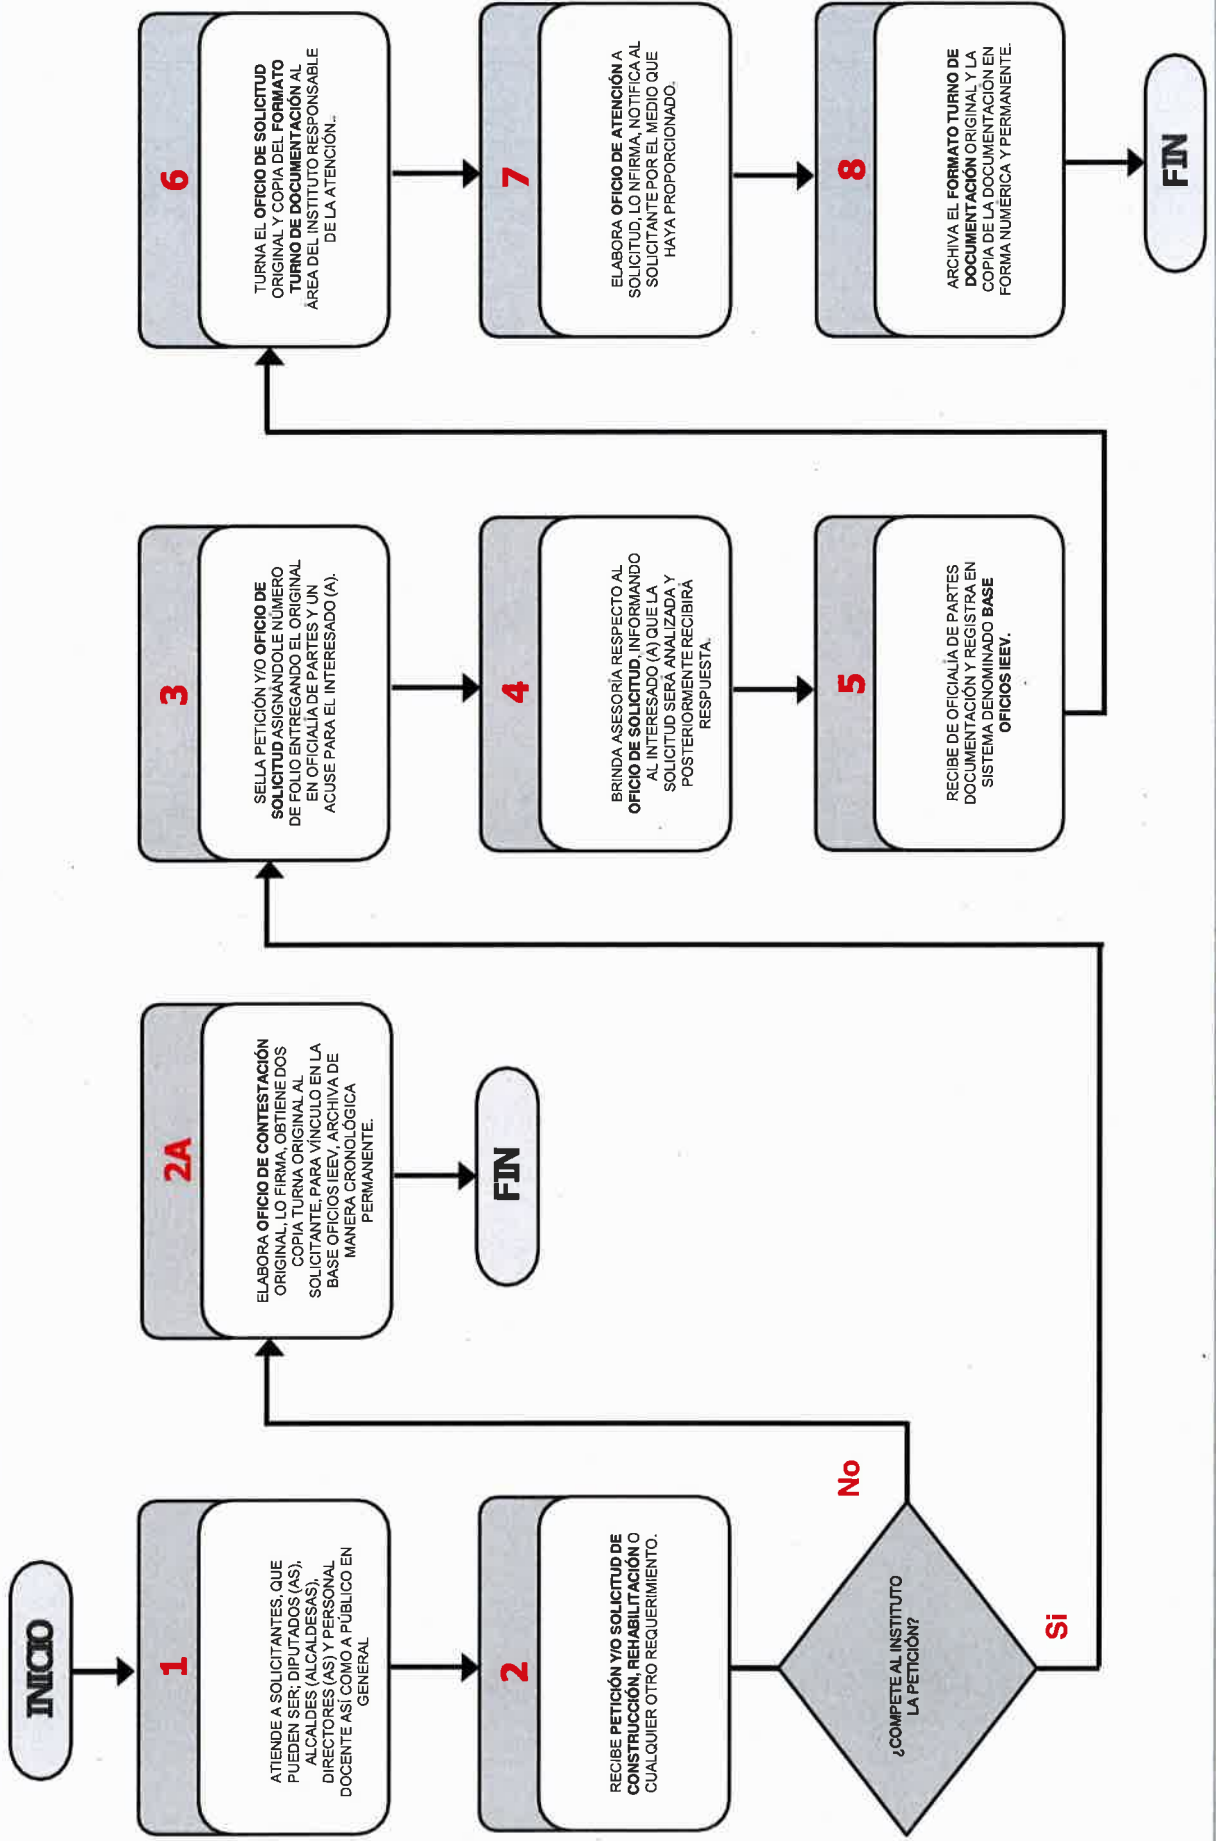 INICIO
1
ATIENDE A SOLICITANTES, QUE
PUEDEN SER; DIPUTADOS (AS),
ALCALDES (ALCALDESAS),
DIRECTORES (AS) Y PERSONAL
DOCENTE ASÍ COMO A PÚBLICO EN
GENERAL
2
RECIBE PETICIÓN Y/O SOLICITUD DE
CONSTRUCCIÓN, REHABILITACIÓN O
CUALQUIER OTRO REQUERIMIENTO.
¿COMPETE AL INSTITUTO
LA PETICIÓN?
No
Si
2A
ELABORA OFICIO DE CONTESTACIÓN
ORIGINAL, LO FIRMA, OBTIENE DOS
COPIA TURNA ORIGINAL AL
SOLICITANTE, PARA VÍNCULO EN LA
BASE OFICIOS IEEV, ARCHIVA DE
MANERA CRONOLÓGICA
PERMANENTE.
FIN
3
SELLA PETICIÓN Y/O OFICIO DE
SOLICITUD ASIGNÁNDOLE NÚMERO
DE FOLIO ENTREGANDO EL ORIGINAL
EN OFICIALÍA DE PARTES Y UN
ACUSE PARA EL INTERESADO (A).
4
BRINDA ASESORÍA RESPECTO AL
OFICIO DE SOLICITUD, INFORMANDO
AL INTERESADO (A) QUE LA
SOLICITUD SERÁ ANALIZADA Y
POSTERIORMENTE RECIBIRÁ
RESPUESTA.
5
RECIBE DE OFICIALÍA DE PARTES
DOCUMENTACIÓN Y REGISTRA EN
SISTEMA DENOMINADO BASE
OFICIOS IEEV.
6
TURNA EL OFICIO DE SOLICITUD
ORIGINAL Y COPIA DEL FORMATO
TURNO DE DOCUMENTACIÓN AL
ÁREA DEL INSTITUTO RESPONSABLE
DE LA ATENCIÓN..
7
ELABORA OFICIO DE ATENCIÓN A
SOLICITUD, LO NFIRMA, NOTIFICA AL
SOLICITANTE POR EL MEDIO QUE
HAYA PROPORCIONADO.
8
ARCHIVA EL FORMATO TURNO DE
DOCUMENTACIÓN ORIGINAL Y LA
COPIA DE LA DOCUMENTACIÓN EN
FORMA NUMÉRICA Y PERMANENTE.
FIN